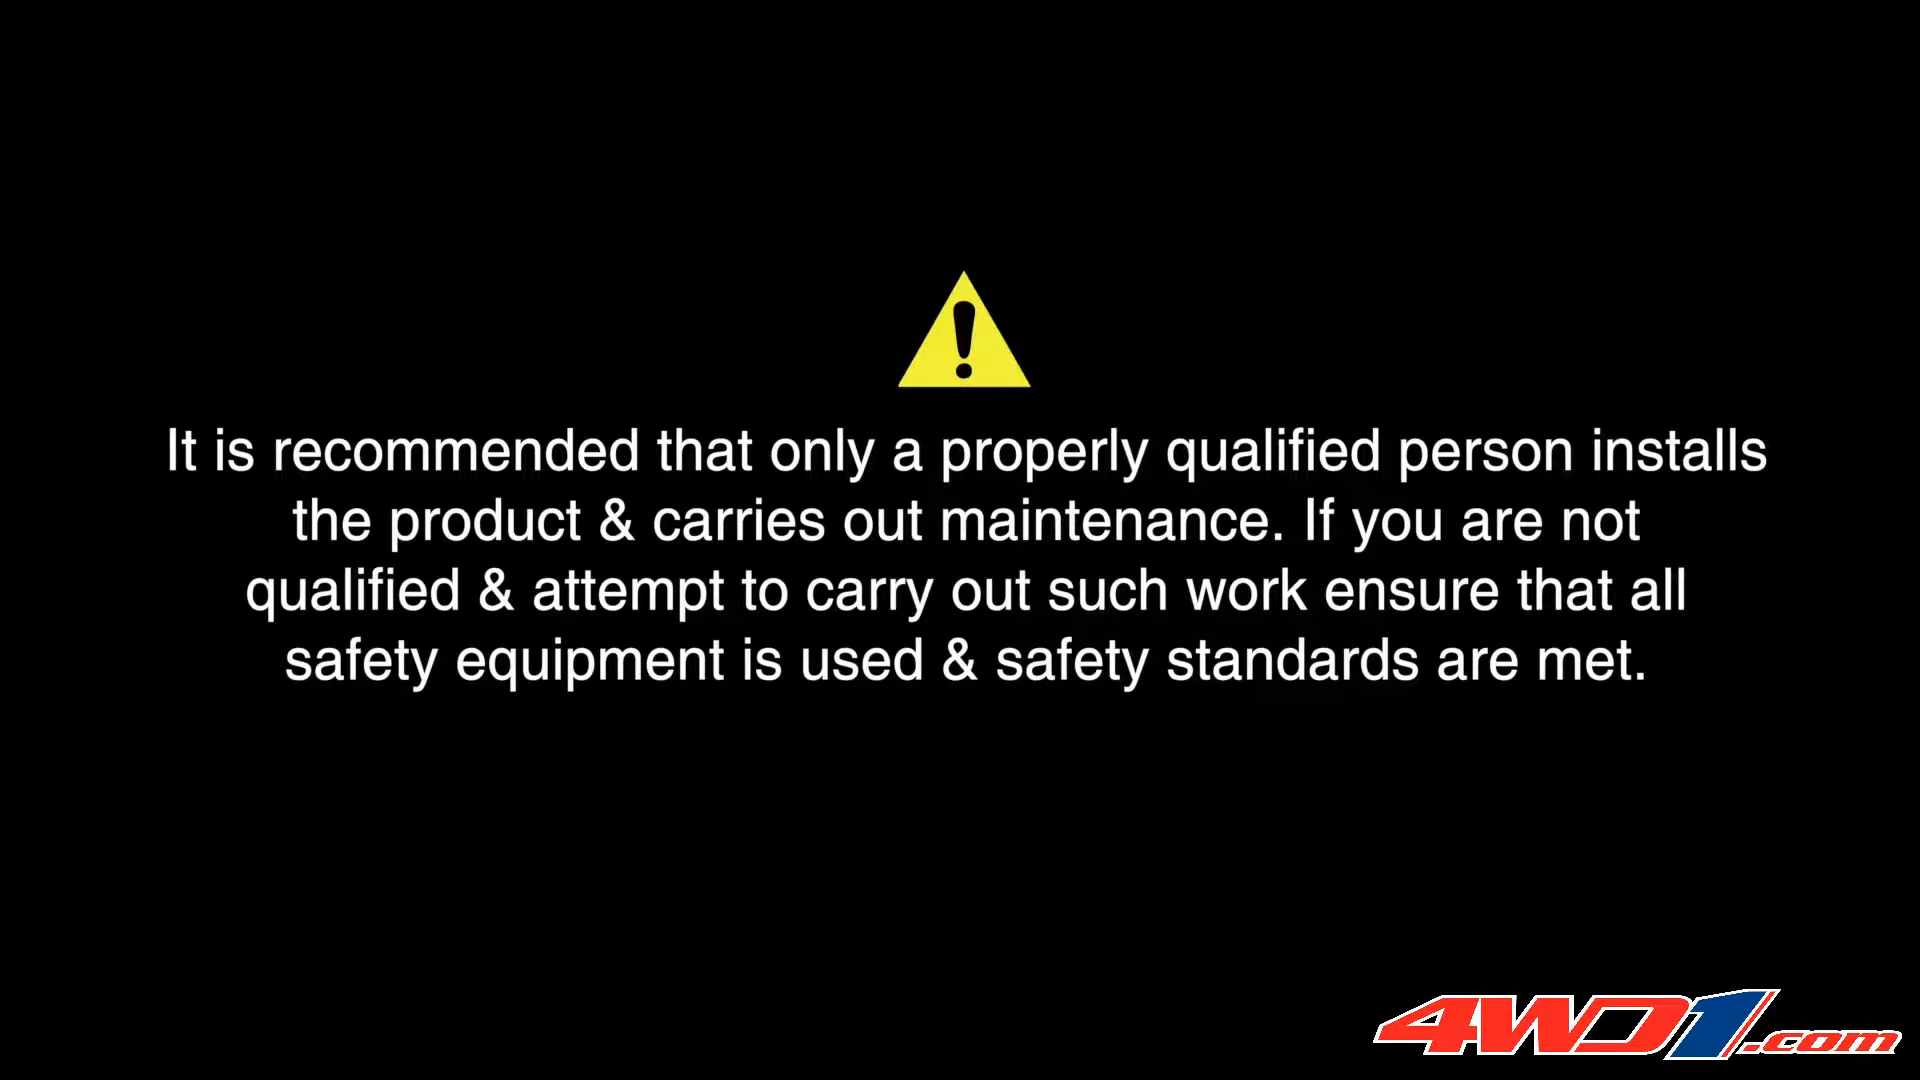 It is recommended that only a properly qualified person installs
the product & carries out maintenance. If you are not
qualified & attempt to carry out such work ensure that all
safety equipment is used & safety standards are met.
4WD1.com